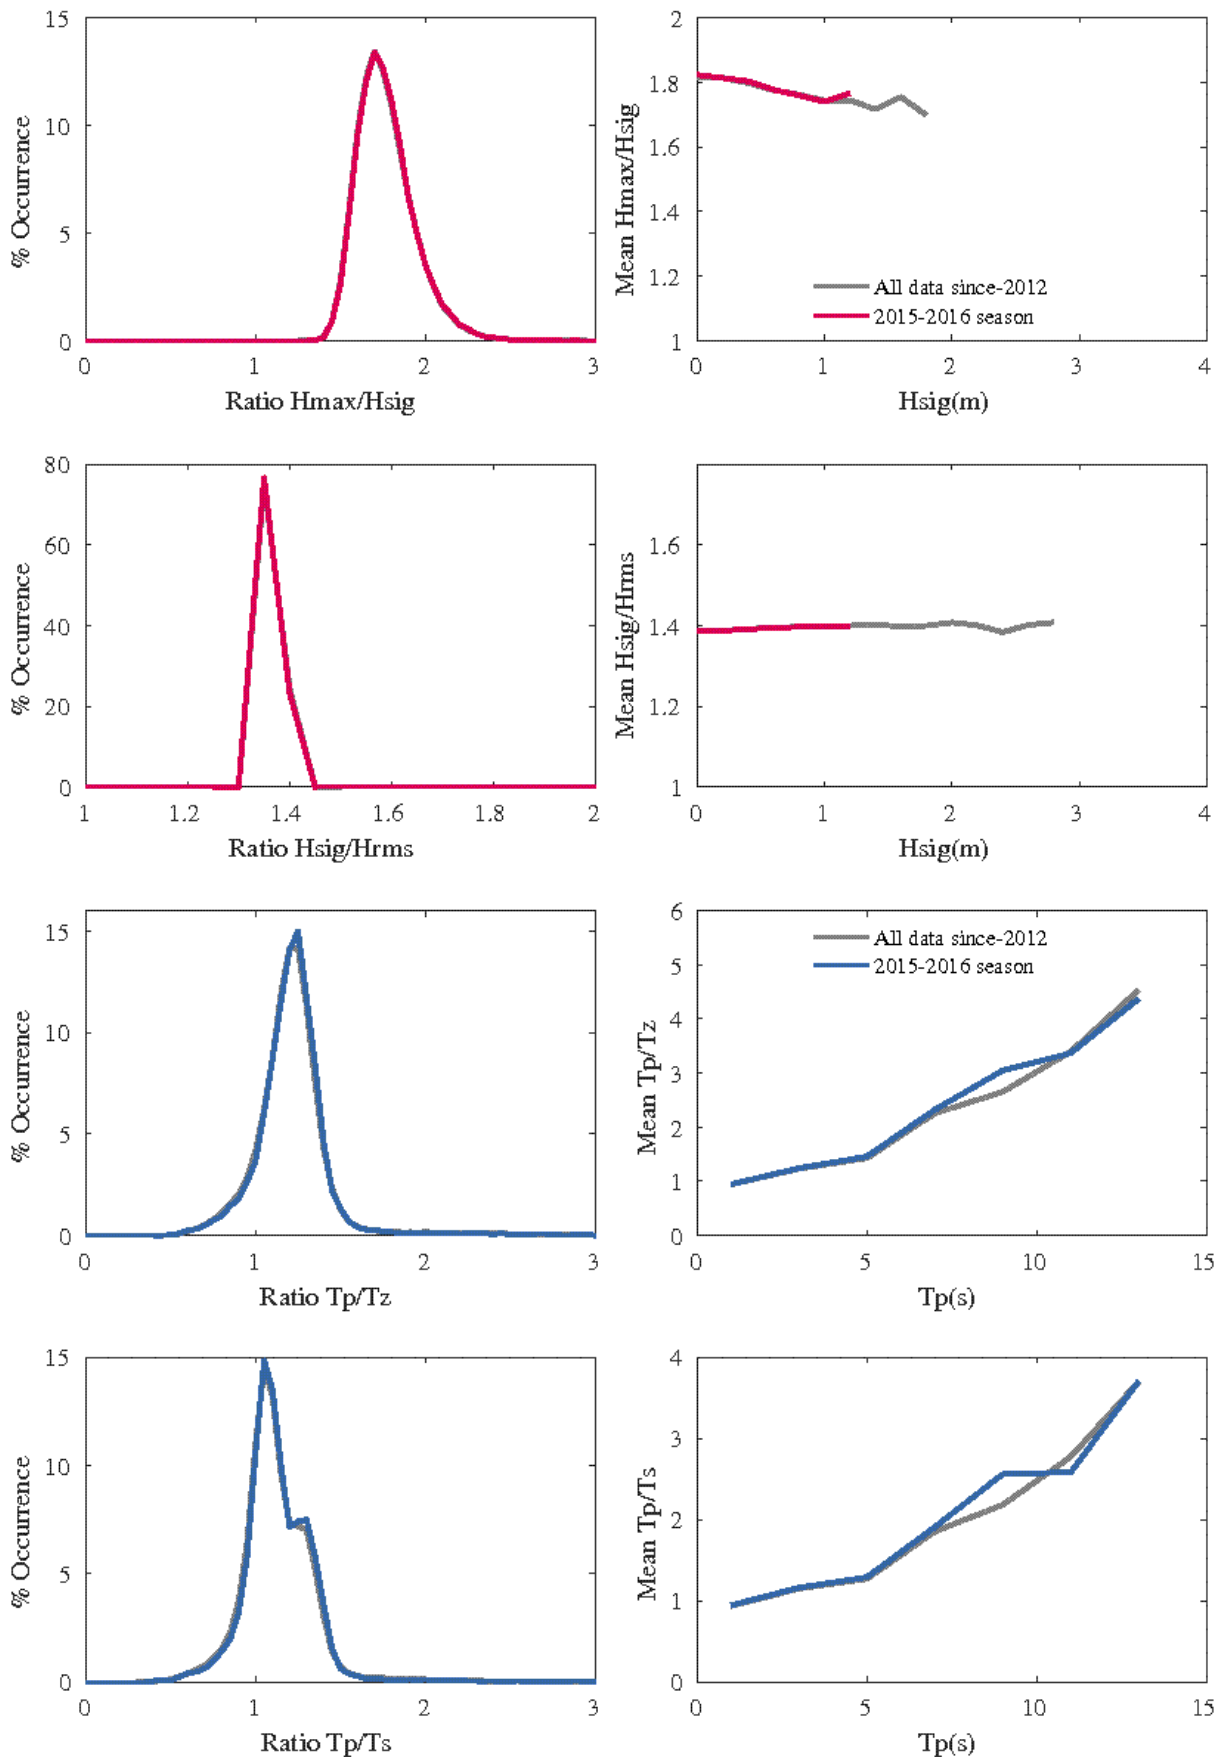 15
10
5
0
% Occurrence
0 1 2 3
Ratio Hmax/Hsig
2
1.8
1.6
1.4
1.2
1
Mean Hmax/Hsig
All data since-2012
2015-2016 season
0 1 2 3 4
Hsig(m)
80
60
40
20
0
% Occurrence
1 1.2 1.4 1.6 1.8 2
Ratio Hsig/Hrms
1.6
1.4
1.2
1
Mean Hsig/Hrms
0 1 2 3 4
Hsig(m)
15
10
5
0
% Occurrence
0 1 2 3
Ratio Tp/Tz
6
5
4
3
2
1
0
Mean Tp/Tz
All data since-2012
2015-2016 season
0 5 10 15
Tp(s)
15
10
5
0
% Occurrence
0 1 2 3
Ratio Tp/Ts
4
3
2
1
0
Mean Tp/Ts
0 5 10 15
Tp(s)